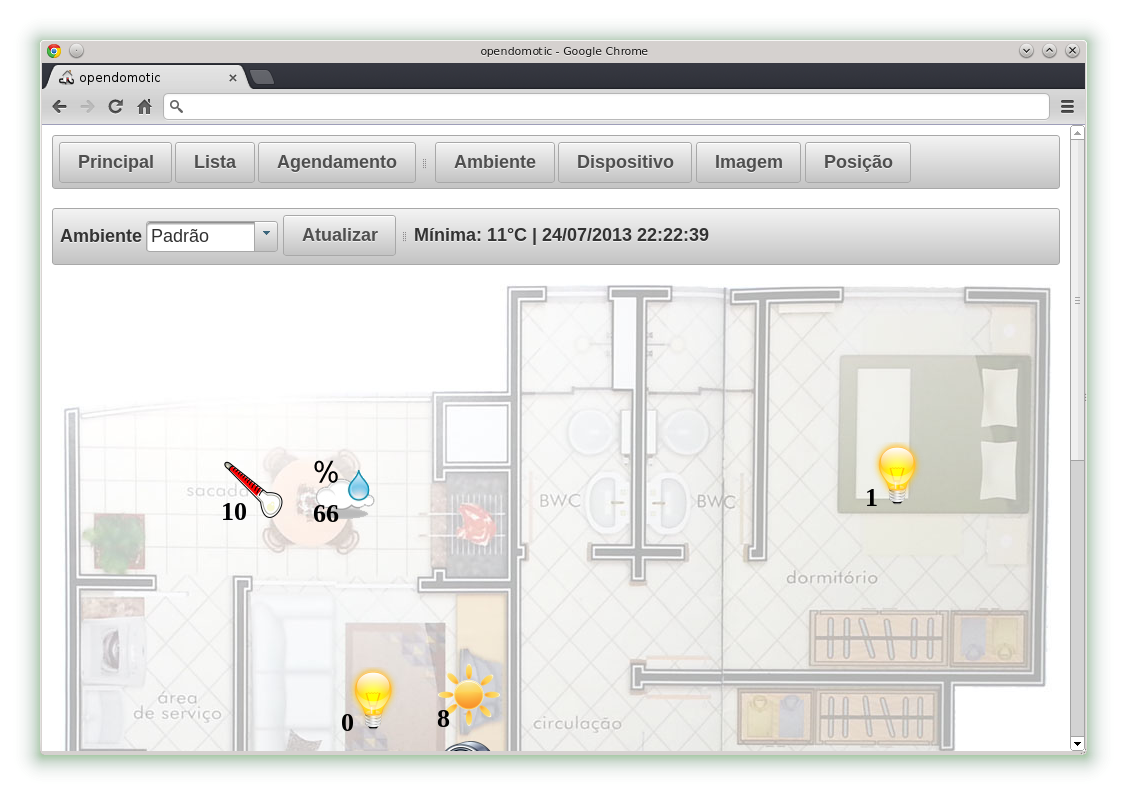 opendomotic - Google Chrome
opendomotic
Principal Lista Agendamento Ambiente Dispositivo Imagem Posição
Ambiente Padrão Atualizar Mínima: 11°C | 24/07/2013 22:22:39
%
sacada
10
66
BWC
BWC
1
dormitório
área
de serviço
0
8
circulação